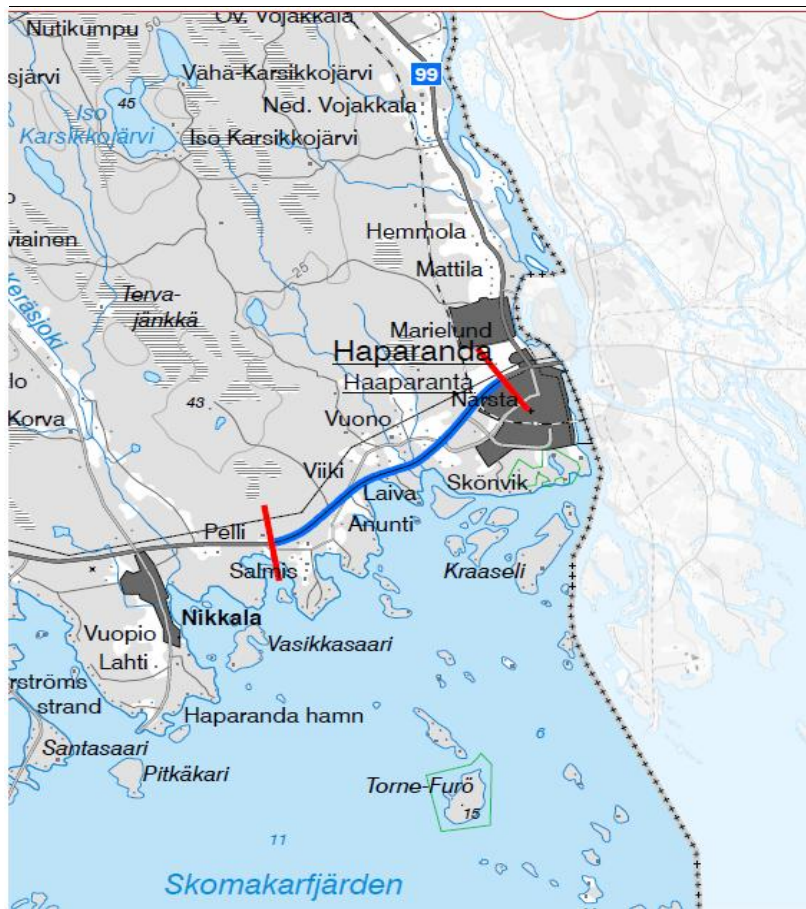 Ov. Vojakkala
Nutikumpu
50
99
sjärvi
Vähä-Karsikkojärvi
45
Iso
Karsikkojärvi
Ned. Vojakkala
Iso Karsikkojärvi
viainen
Hemmola
25
Mattila
Keräsjoki
Terva-
jänkkä
Marielund
Haparanda
Haaparanta
Närsta
43
Korva
Vuono
Viiki
Skönvik
Laiva
Anunti
Pelli
Kraaseli
Salmis
Nikkala
Vuopio
Lahti
Vasikkasaari
rströms
strand
Haparanda hamn
6
Santasaari
Pitkäkari
Torne-Furö
15
11
Skomakarfjärden